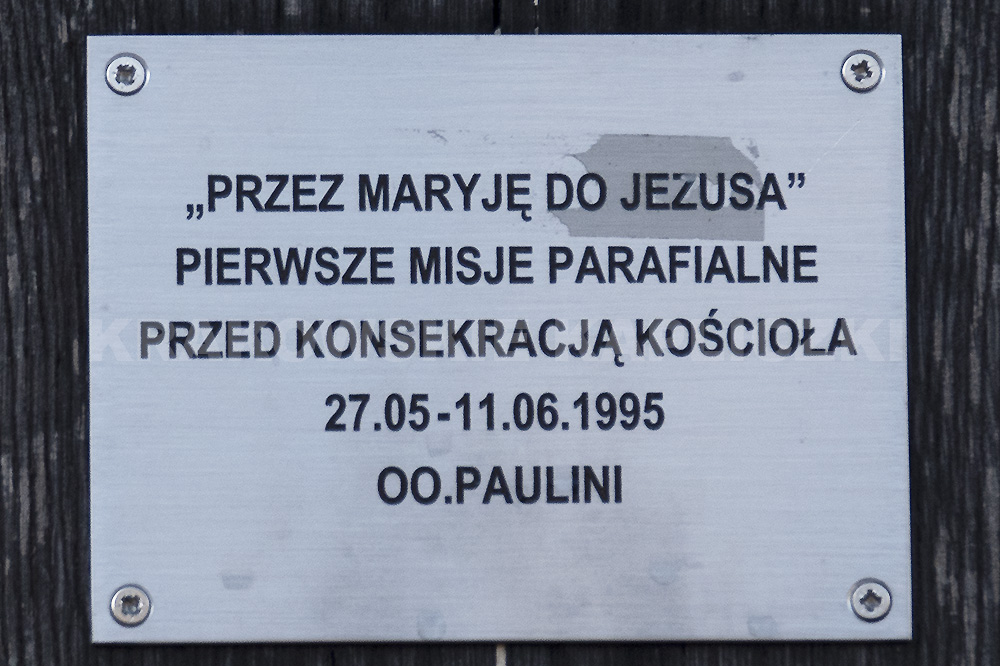 „PRZEZ MARYJĘ DO JEZUSA”
PIERWSZE MISJE PARAFIALNE
PRZED KONSEKRACJĄ KOŚCIOŁA
27.05-11.06.1995
OO.PAULINI